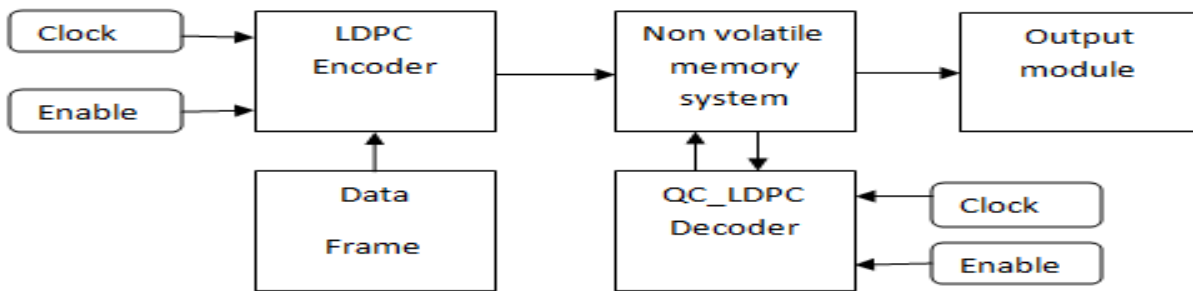 Clock
Enable
LDPC
Encoder
Non volatile
memory
system
Output
module
Data
Frame
QC_LDPC
Decoder
Clock
Enable